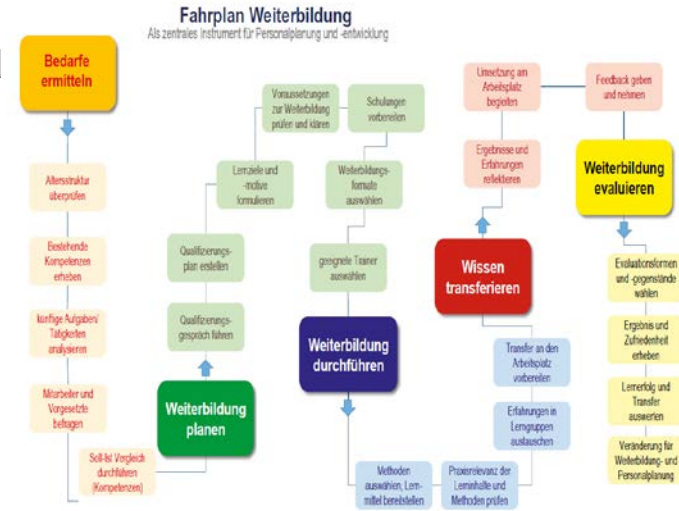 Fahrplan Weiterbildung
Als zentrales Instrument für Personalplanung und -entwicklung
Bedarfe
ermitteln
Altersstruktur
überprüfen
Bestehende
Kompetenzen
erheben
künftige Aufgaben/
Tätigkeiten
analysieren
Mitarbeiter und
Vorgesetzte
befragen
Soll-Ist Vergleich
durchführen
(Kompetenzen)
Weiterbildung
planen
Qualifizierungs-
gespräch führen
Qualifizierungs-
plan erstellen
Lernziele und
-motive
formulieren
Voraussetzungen
zur Weiterbildung
prüfen und klären
Schulungen
vorbereiten
Weiterbildungs-
formate
auswählen
geeignete Trainer
auswählen
Weiterbildung
durchführen
Methoden
auswählen, Lern-
mittel bereitstellen
Praxisrelevanz der
Lerninhalte und
Methoden prüfen
Erfahrungen in
Lerngruppen
austauschen
Transfer an den
Arbeitsplatz
vorbereiten
Wissen
transferieren
Ergebnisse und
Erfahrungen
reflektieren
Umsetzung am
Arbeitsplatz
begleiten
Feedback geben
und nehmen
Weiterbildung
evaluieren
Evaluationsformen
und -gegenstände
wählen
Ergebnis und
Zufriedenheit
erheben
Lernerfolg und
Transfer
auswerten
Veränderung für
Weiterbildung- und
Personalplanung